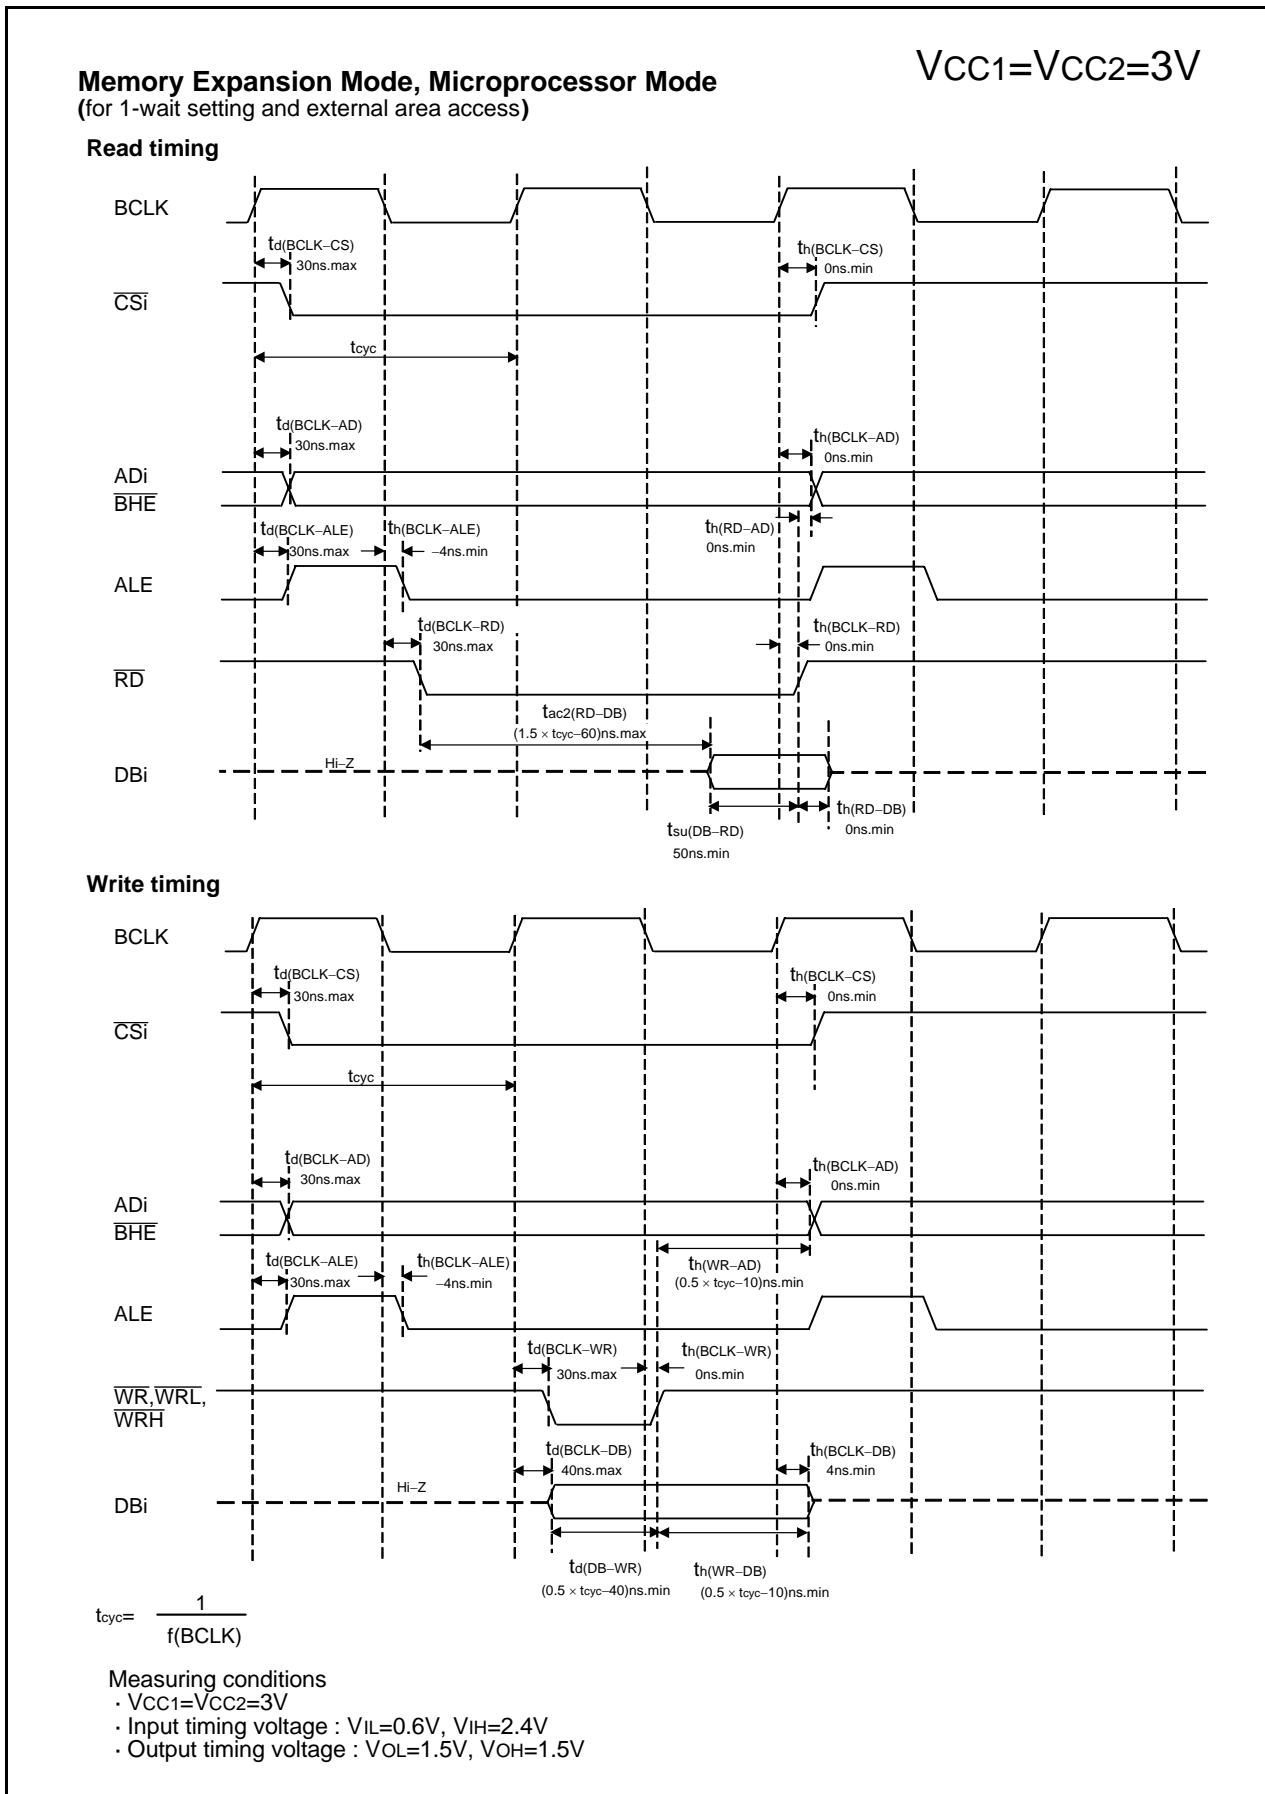 VCC1=VCC2=3V
Memory Expansion Mode, Microprocessor Mode
(for 1-wait setting and external area access)
Read timing
BCLK
td(BCLK–CS)
30ns.max
th(BCLK–CS)
0ns.min
CSi
tcyc
td(BCLK–AD)
30ns.max
th(BCLK–AD)
0ns.min
ADi
BHE
td(BCLK–ALE)
30ns.max
th(BCLK–ALE)
–4ns.min
th(RD–AD)
0ns.min
ALE
td(BCLK–RD)
30ns.max
th(BCLK–RD)
0ns.min
RD
tac2(RD–DB)
(1.5 × tcyc–60)ns.max
Hi–Z
DBi
tsu(DB–RD)
50ns.min
th(RD–DB)
0ns.min
Write timing
BCLK
td(BCLK–CS)
30ns.max
th(BCLK–CS)
0ns.min
CSi
tcyc
td(BCLK–AD)
30ns.max
th(BCLK–AD)
0ns.min
ADi
BHE
td(BCLK–ALE)
30ns.max
th(BCLK–ALE)
–4ns.min
th(WR–AD)
(0.5 × tcyc–10)ns.min
ALE
td(BCLK–WR)
30ns.max
th(BCLK–WR)
0ns.min
WR,WRL,
WRH
td(BCLK–DB)
40ns.max
th(BCLK–DB)
4ns.min
Hi–Z
DBi
td(DB–WR)
(0.5 × tcyc–40)ns.min
th(WR–DB)
(0.5 × tcyc–10)ns.min
tcyc= 1
f(BCLK)
Measuring conditions
· VCC1=VCC2=3V
· Input timing voltage : VIL=0.6V, VIH=2.4V
· Output timing voltage : VOL=1.5V, VOH=1.5V